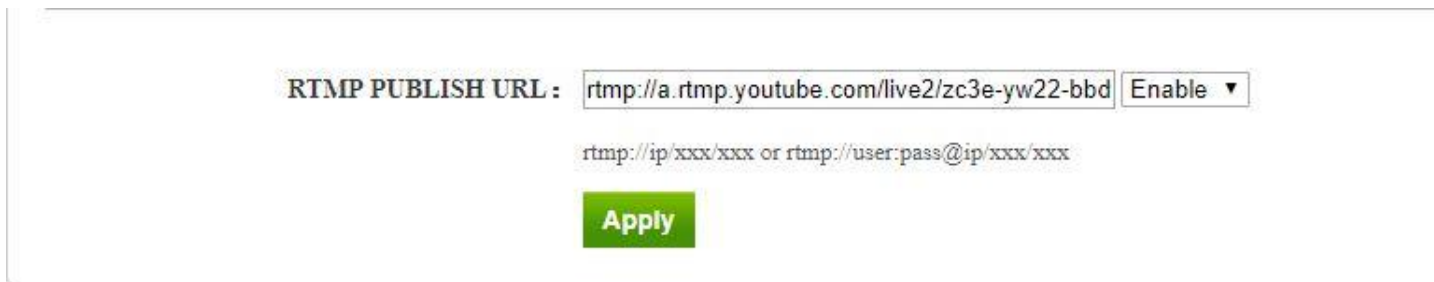 RTMP PUBLISH URL : rtmp://a.rtmp.youtube.com/live2/zc3e-yw22-bbd Enable ▼
rtmp://ip/xxx/xxx or rtmp://user:pass@ip/xxx/xxx
Apply